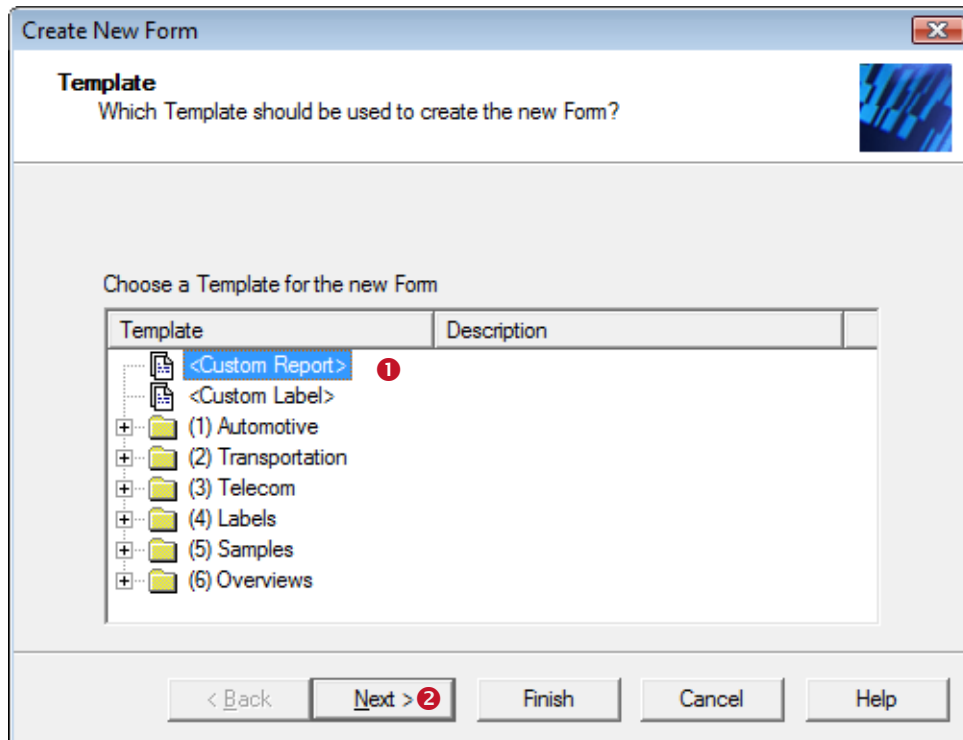 Create New Form
Template
Which Template should be used to create the new Form?
Choose a Template for the new Form
Template Description
<Custom Report> 1
<Custom Label>
(1) Automotive
(2) Transportation
(3) Telecom
(4) Labels
(5) Samples
(6) Overviews
< Back Next > 2 Finish Cancel Help